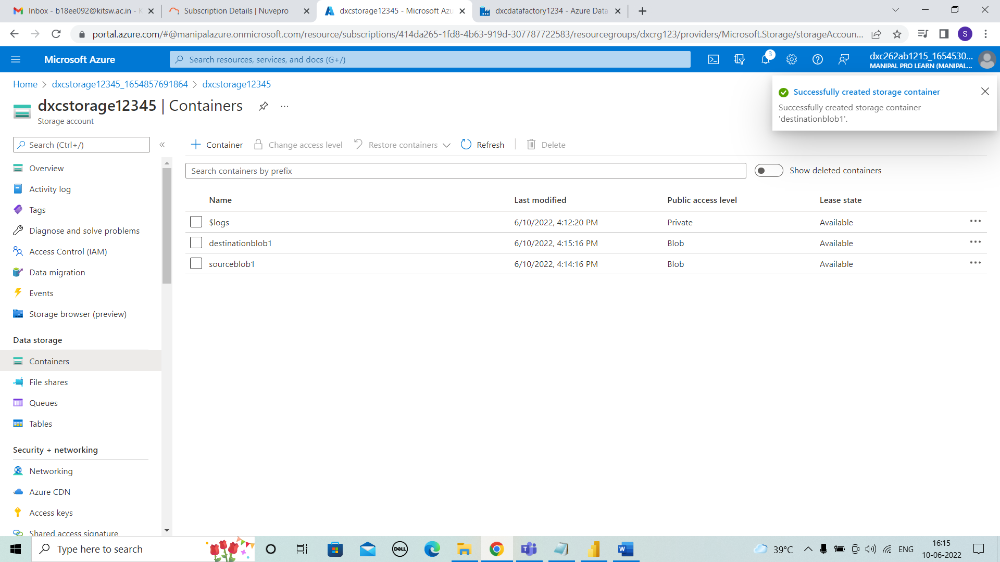 Inbox - b18ee092@kitsw.ac.in - K
Subscription Details | Nuvepro
dxcstorage12345 - Microsoft Azu
dxcdatafactory1234 - Azure Data
portal.azure.com/#@manipalazure.onmicrosoft.com/resource/subscriptions/414da265-1fd8-4b63-919d-307787722583/resourcegroups/dxcrg123/providers/Microsoft.Storage/storageAccoun...
S
Microsoft Azure
Search resources, services, and docs (G+/)
3
dxc262ab1215_1654530...
MANIPAL PRO LEARN (MANIPAL...
Home > dxcstorage12345_1654857691864 > dxcstorage12345
dxcstorage12345 | Containers
Storage account
Successfully created storage container
Successfully created storage container
'destinationblob1'.
Search (Ctrl+/)
Container
Change access level
Restore containers
Refresh
Delete
Search containers by prefix
Show deleted containers
Name Last modified Public access level Lease state
$logs 6/10/2022, 4:12:20 PM Private Available
destinationblob1 6/10/2022, 4:15:16 PM Blob Available
sourceblob1 6/10/2022, 4:14:16 PM Blob Available
Overview
Activity log
Tags
Diagnose and solve problems
Access Control (IAM)
Data migration
Events
Storage browser (preview)
Data storage
Containers
File shares
Queues
Tables
Security + networking
Networking
Azure CDN
Access keys
Shared access signature
Type here to search
DELL
39°C
ENG
16:15
10-06-2022